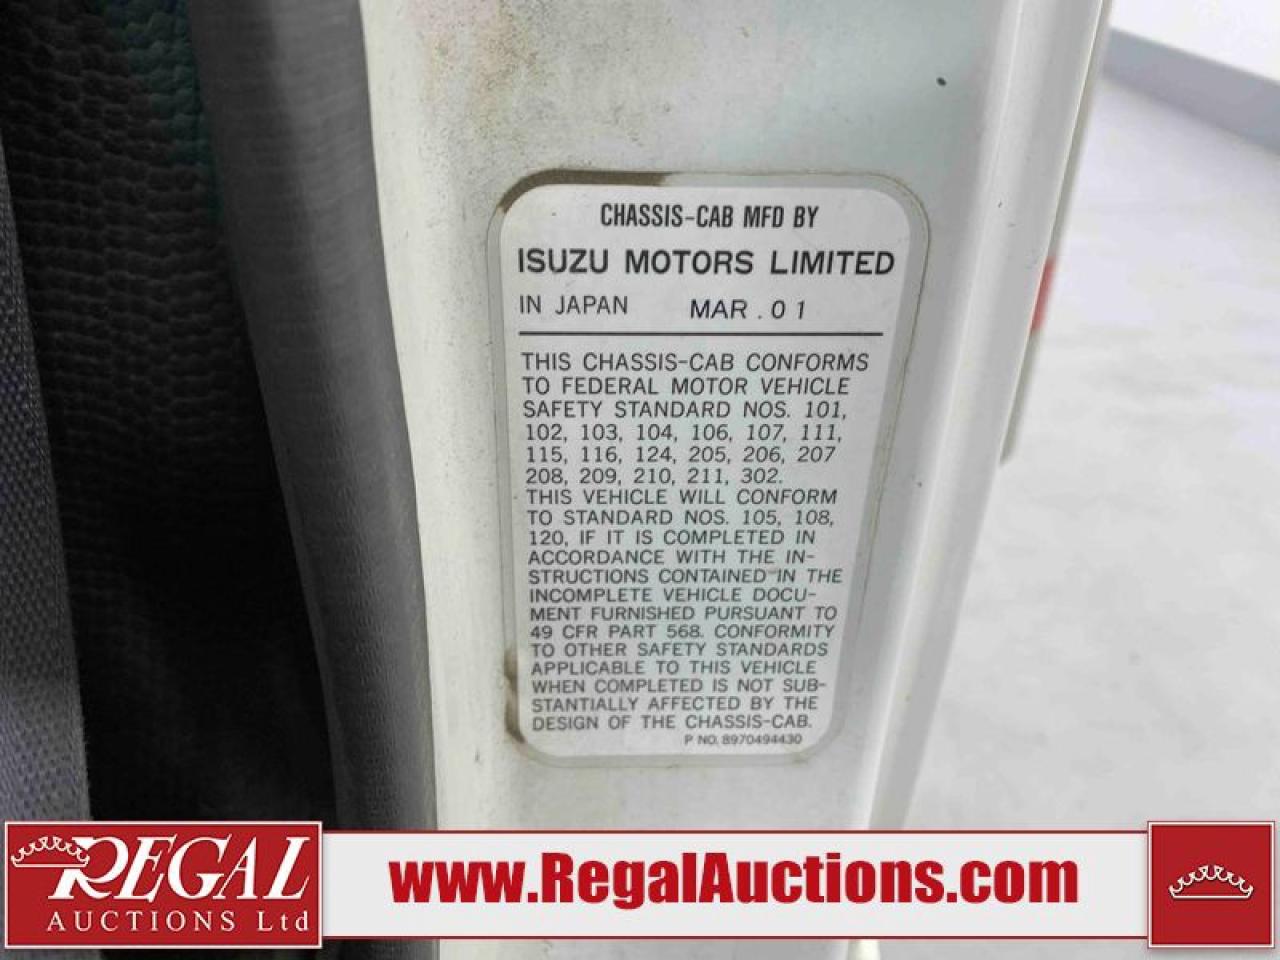 CHASSIS-CAB MFD BY
ISUZU MOTORS LIMITED
IN JAPAN MAR . 01
THIS CHASSIS-CAB CONFORMS
TO FEDERAL MOTOR VEHICLE
SAFETY STANDARD NOS. 101,
102, 103, 104, 106, 107, 111,
115, 116, 124, 205, 206, 207
208, 209, 210, 211, 302.
THIS VEHICLE WILL CONFORM
TO STANDARD NOS. 105, 108,
120, IF IT IS COMPLETED IN
ACCORDANCE WITH THE IN-
STRUCTIONS CONTAINED IN THE
INCOMPLETE VEHICLE DOCU-
MENT FURNISHED PURSUANT TO
49 CFR PART 568. CONFORMITY
TO OTHER SAFETY STANDARDS
APPLICABLE TO THIS VEHICLE
WHEN COMPLETED IS NOT SUB-
STANTIALLY AFFECTED BY THE
DESIGN OF THE CHASSIS-CAB.
P NO. 8970494430
REGAL
AUCTIONS Ltd
www.RegalAuctions.com